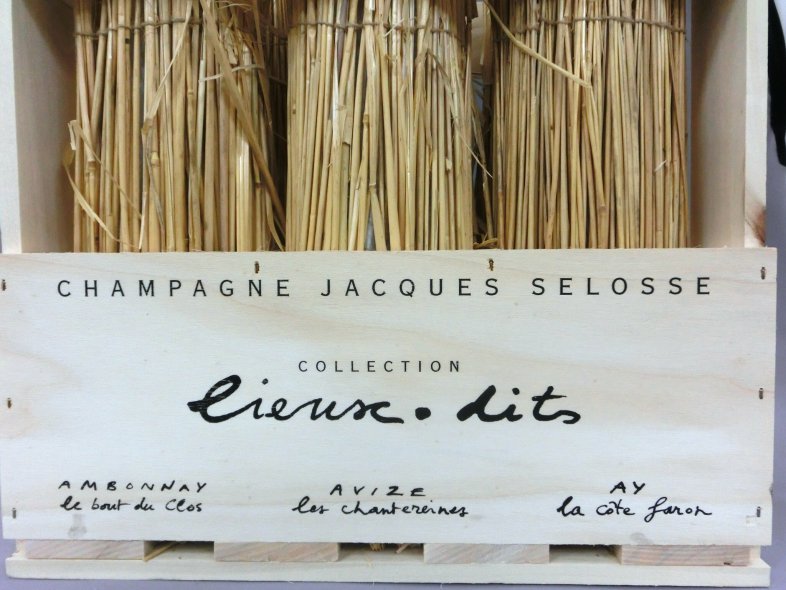 CHAMPAGNE JACQUES SELOSSE
COLLECTION
lieux.dits
AMBONNAY AVIZE AY
le bout du Clos les chantereines la côte faron